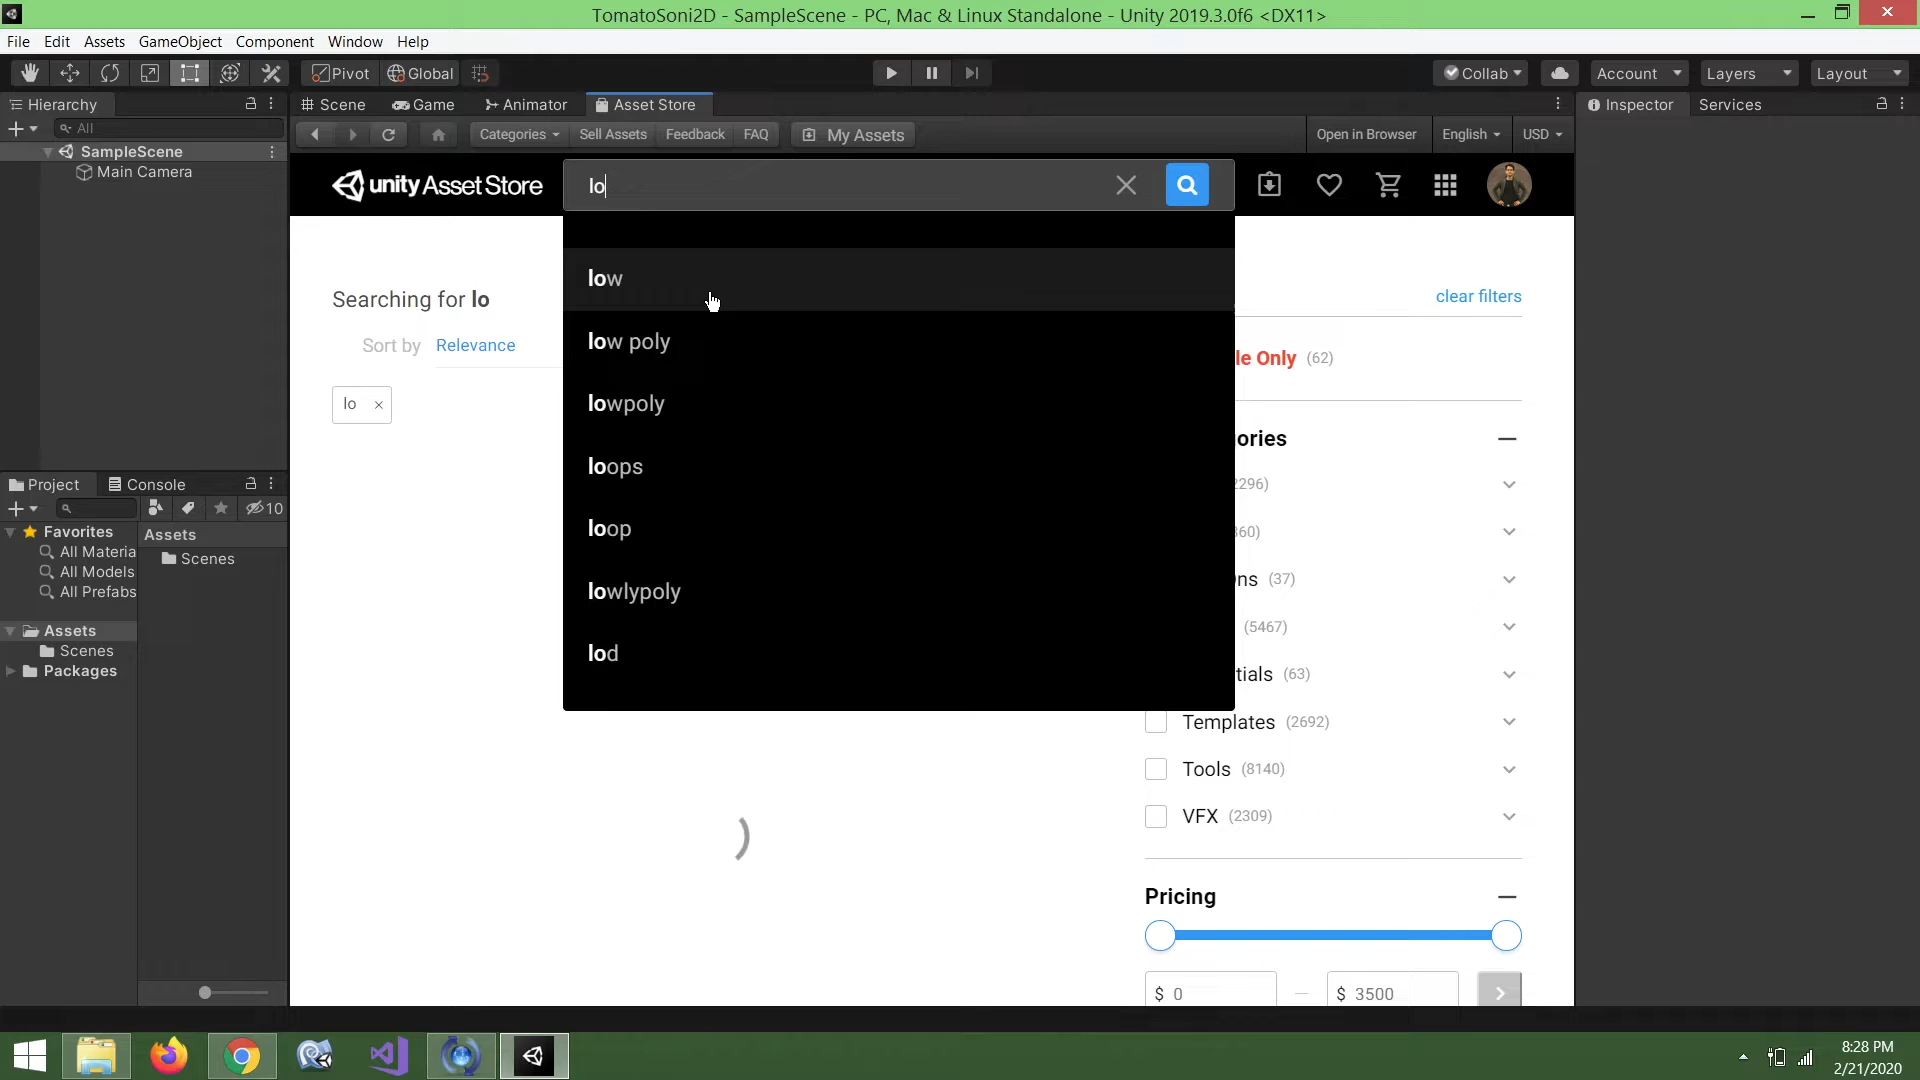 TomatoSoni2D - SampleScene - PC, Mac & Linux Standalone - Unity 2019.3.0f6 <DX11>
File Edit Assets GameObject Component Window Help
Pivot Global Collab Account Layers Layout
Hierarchy Scene Game Animator Asset Store Inspector Services
All Categories Sell Assets Feedback FAQ My Assets Open in Browser English USD
SampleScene
Main Camera
unity Asset Store lo
low
Searching for lo clear filters
Sort by Relevance
low poly
le Only (62)
lo ×
lowpoly
ories
loops
2296)
loop
360)
Ons (37)
lowlypoly
(5467)
lod
tials (63)
Templates (2692)
Tools (8140)
VFX (2309)
Pricing
$ 0 — $ 3500
Project Console
10
Favorites Assets
All Materia Scenes
All Models
All Prefabs
Assets
Scenes
Packages
8:28 PM
2/21/2020